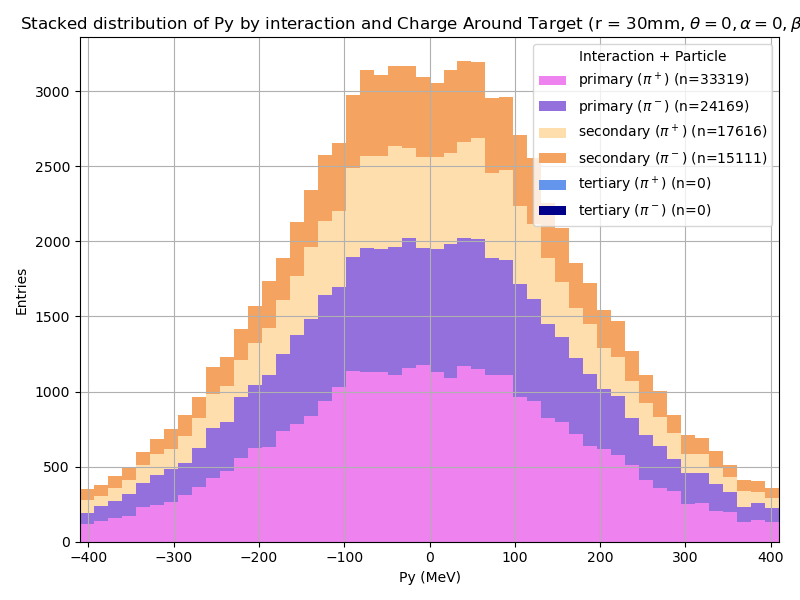 Stacked distribution of Py by interaction and Charge Around Target (r = 30mm, θ = 0, α = 0, β
Interaction + Particle
primary (π⁺) (n=33319)
primary (π⁻) (n=24169)
secondary (π⁺) (n=17616)
secondary (π⁻) (n=15111)
tertiary (π⁺) (n=0)
tertiary (π⁻) (n=0)
Entries
3000
2500
2000
1500
1000
500
0
−400 −300 −200 −100 0 100 200 300 400
Py (MeV)